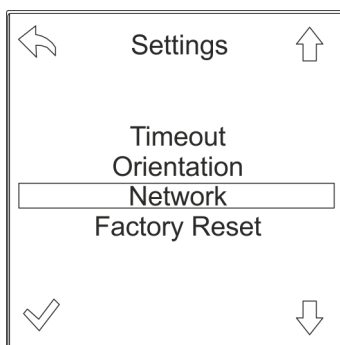 Settings
Timeout
Orientation
Network
Factory Reset